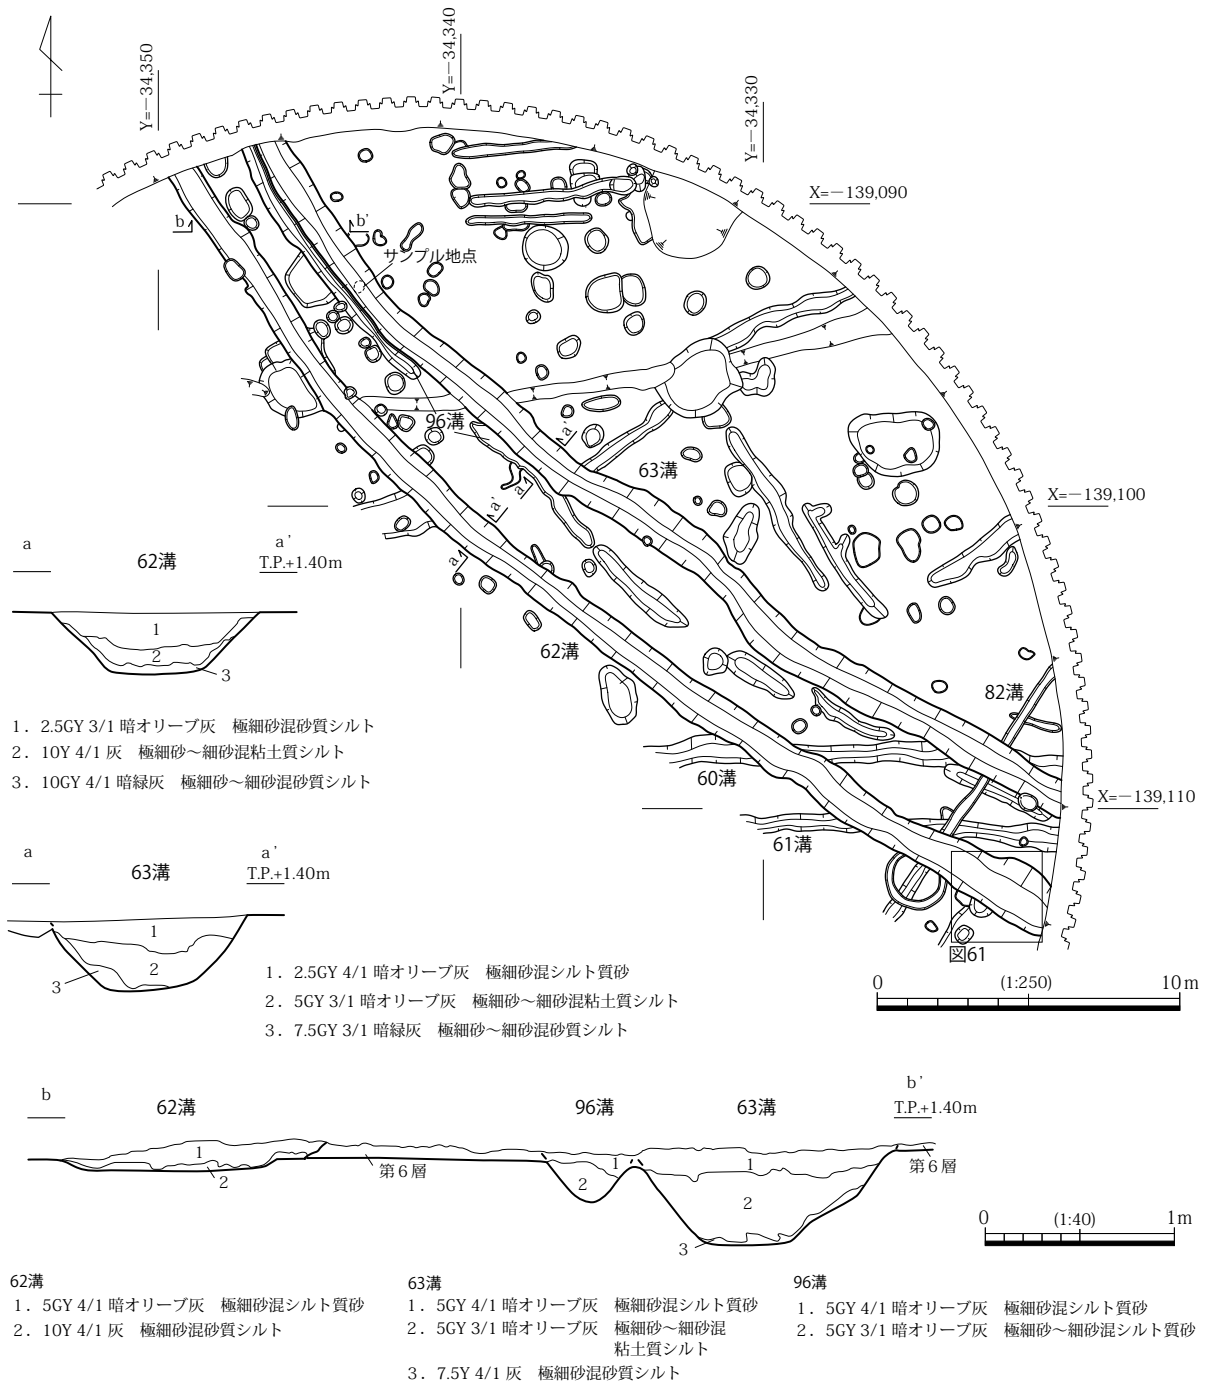 Y=－34,350
Y=－34,340
Y=－34,330
X=－139,090
b
b'
サンプル地点
96溝
a'
63溝
X=－139,100
a
a'
a
62溝
82溝
60溝
X=－139,110
61溝
図61
0 (1:250) 10m
a 62溝 a'
T.P.+1.40m
1
2
3
1．2.5GY 3/1 暗オリーブ灰　極細砂混砂質シルト
2．10Y 4/1 灰　極細砂～細砂混粘土質シルト
3．10GY 4/1 暗緑灰　極細砂～細砂混砂質シルト
a 63溝 a'
T.P.+1.40m
1
2
3
1．2.5GY 4/1 暗オリーブ灰　極細砂混シルト質砂
2．5GY 3/1 暗オリーブ灰　極細砂～細砂混粘土質シルト
3．7.5GY 3/1 暗緑灰　極細砂～細砂混砂質シルト
b 62溝 96溝 63溝 b'
T.P.+1.40m
1
2
第６層
1
2
1
2
3
第６層
0 (1:40) 1m
62溝
1．5GY 4/1 暗オリーブ灰　極細砂混シルト質砂
2．10Y 4/1 灰　極細砂混砂質シルト
63溝
1．5GY 4/1 暗オリーブ灰　極細砂混シルト質砂
2．5GY 3/1 暗オリーブ灰　極細砂～細砂混
粘土質シルト
3．7.5Y 4/1 灰　極細砂混砂質シルト
96溝
1．5GY 4/1 暗オリーブ灰　極細砂混シルト質砂
2．5GY 3/1 暗オリーブ灰　極細砂～細砂混シルト質砂